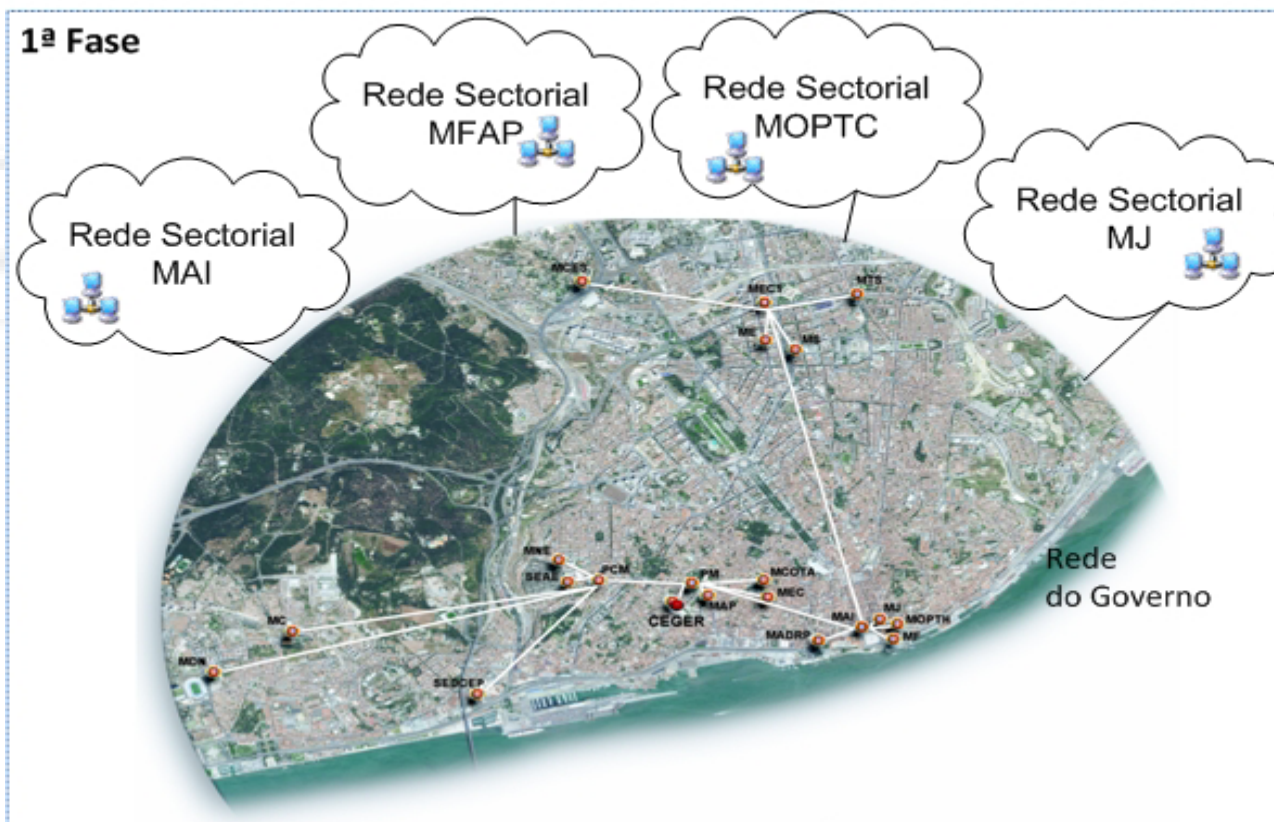 1ª Fase
Rede Sectorial
MFAP
Rede Sectorial
MOPTC
Rede Sectorial
MJ
Rede Sectorial
MAI
MCES
MECT
MTS
ME
MS
MNE
SEAE
PCM
PM
MCOTA
MAP
MEC
CEGER
MC
MDN
SEDCEP
MAI
MJ
MOPTH
MADRP
MF
Rede
do Governo